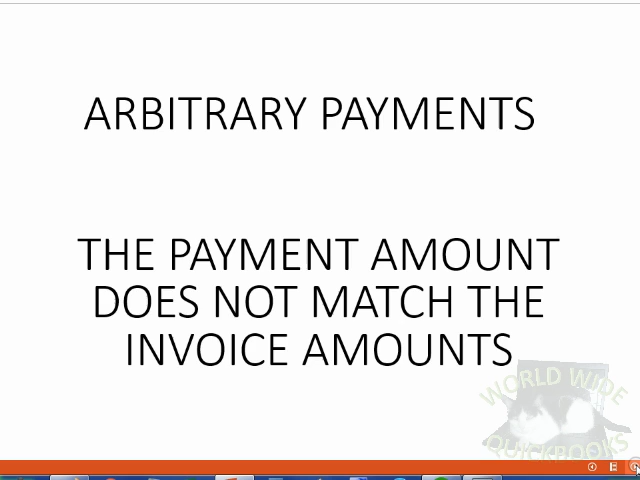 ARBITRARY PAYMENTS
THE PAYMENT AMOUNT
DOES NOT MATCH THE
INVOICE AMOUNTS
WORLD WIDE
QUICKBOOKS